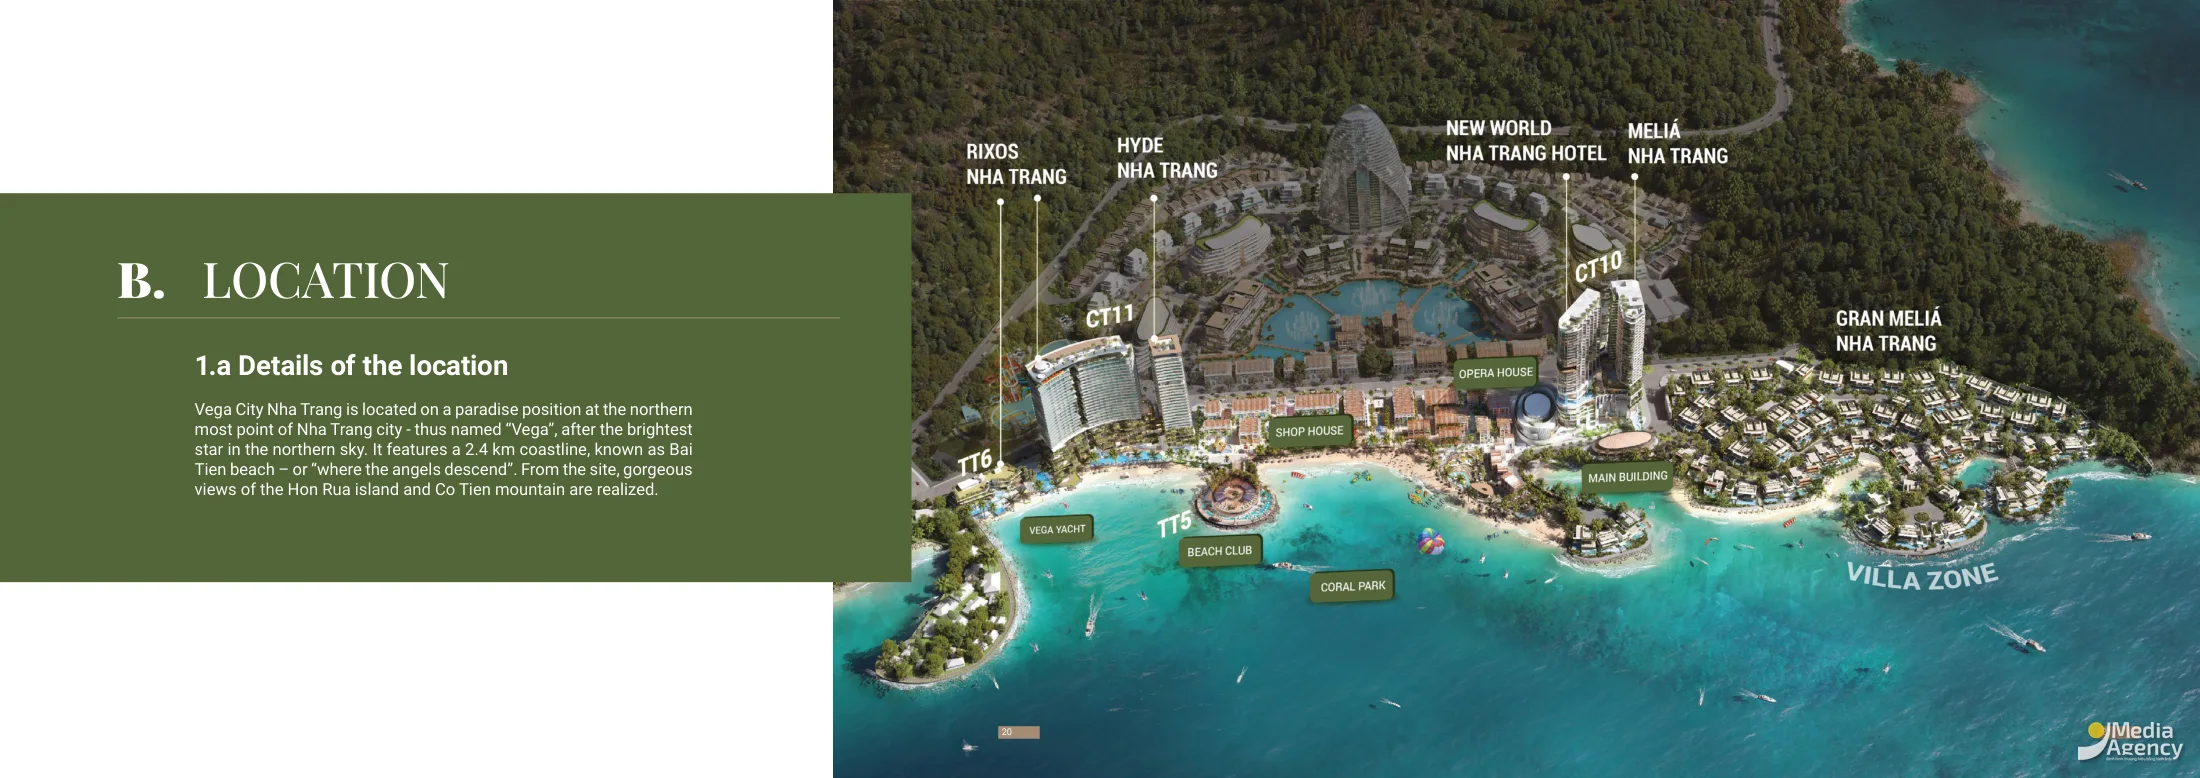 B. LOCATION
1.a Details of the location
Vega City Nha Trang is located on a paradise position at the northern
most point of Nha Trang city - thus named “Vega”, after the brightest
star in the northern sky. It features a 2.4 km coastline, known as Bai
Tien beach – or “where the angels descend”. From the site, gorgeous
views of the Hon Rua island and Co Tien mountain are realized.
RIXOS
NHA TRANG
HYDE
NHA TRANG
NEW WORLD
NHA TRANG HOTEL
MELIÁ
NHA TRANG
CT10
CT11
GRAN MELIÁ
NHA TRANG
OPERA HOUSE
SHOP HOUSE
MAIN BUILDING
TT6
VEGA YACHT
TT5
BEACH CLUB
CORAL PARK
VILLA ZONE
20
Media
Agency